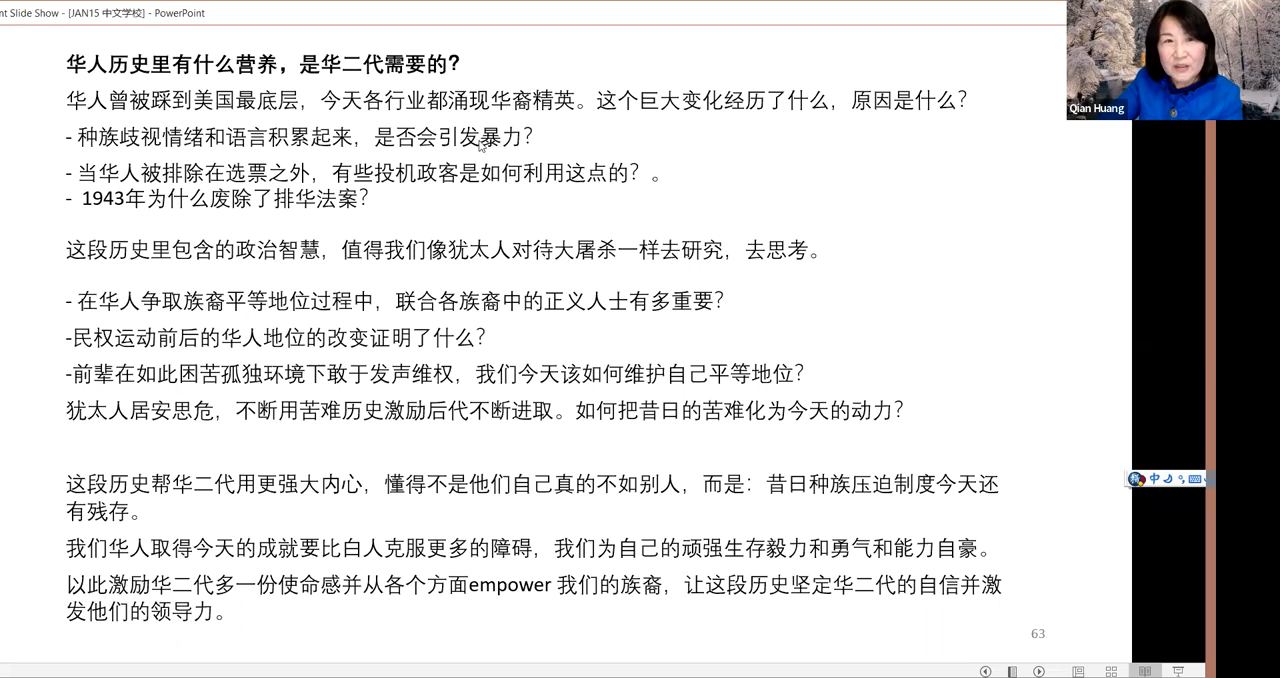 nt Slide Show - [JAN15 中文学校] - PowerPoint
Qian Huang
华人历史里有什么营养，是华二代需要的？
华人曾被踩到美国最底层，今天各行业都涌现华裔精英。这个巨大变化经历了什么，原因是什么？
- 种族歧视情绪和语言积累起来，是否会引发暴力？
- 当华人被排除在选票之外，有些投机政客是如何利用这点的？。
- 1943年为什么废除了排华法案？
这段历史里包含的政治智慧，值得我们像犹太人对待大屠杀一样去研究，去思考。
- 在华人争取族裔平等地位过程中，联合各族裔中的正义人士有多重要？
-民权运动前后的华人地位的改变证明了什么？
-前辈在如此困苦孤独环境下敢于发声维权，我们今天该如何维护自己平等地位？
犹太人居安思危，不断用苦难历史激励后代不断进取。如何把昔日的苦难化为今天的动力？
这段历史帮华二代用更强大内心，懂得不是他们自己真的不如别人，而是：昔日种族压迫制度今天还
有残存。
我们华人取得今天的成就要比白人克服更多的障碍，我们为自己的顽强生存毅力和勇气和能力自豪。
以此激励华二代多一份使命感并从各个方面empower 我们的族裔，让这段历史坚定华二代的自信并激
发他们的领导力。
63
中